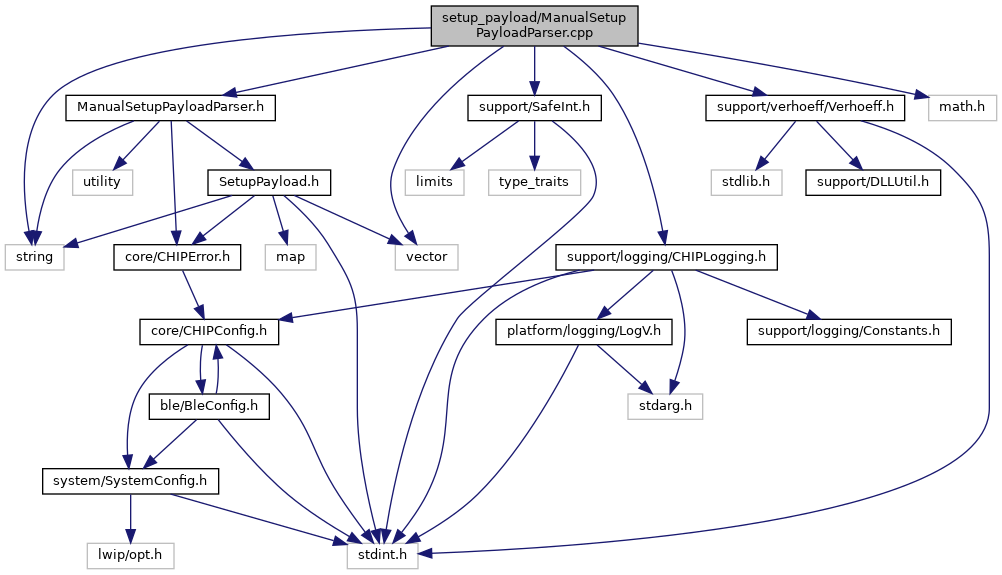 setup_payload/ManualSetup
PayloadParser.cpp
ManualSetupPayloadParser.h
support/SafeInt.h
support/verhoeff/Verhoeff.h
math.h
utility
SetupPayload.h
limits
type_traits
stdlib.h
support/DLLUtil.h
string
core/CHIPError.h
map
vector
support/logging/CHIPLogging.h
core/CHIPConfig.h
platform/logging/LogV.h
support/logging/Constants.h
ble/BleConfig.h
stdarg.h
system/SystemConfig.h
lwip/opt.h
stdint.h